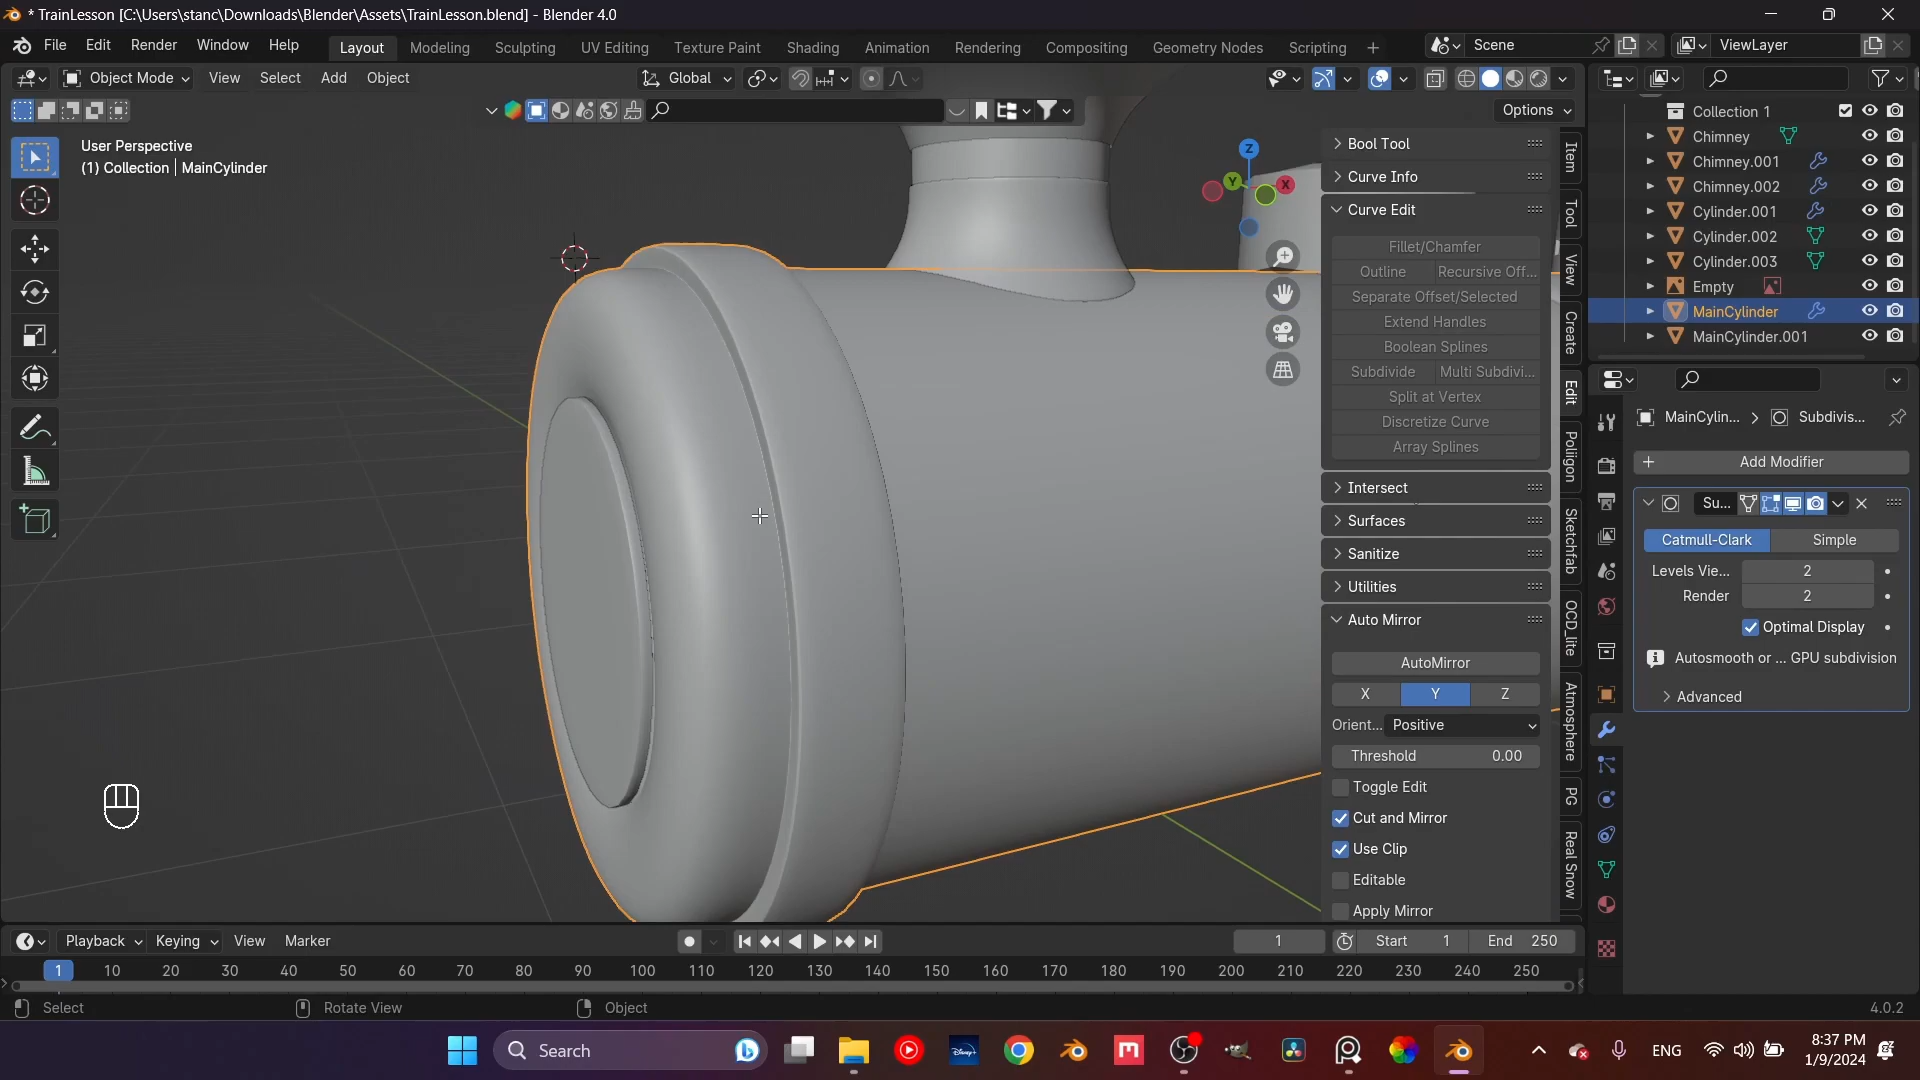 * TrainLesson [C:\Users\stanc\Downloads\Blender\Assets\TrainLesson.blend] - Blender 4.0
File Edit Render Window Help
Layout Modeling Sculpting UV Editing Texture Paint Shading Animation Rendering Compositing Geometry Nodes Scripting +
Scene
ViewLayer
Object Mode View Select Add Object
Global
Options
User Perspective
(1) Collection | MainCylinder
Z
Y
X
Bool Tool
Curve Info
Curve Edit
Fillet/Chamfer
Outline Recursive Off...
Separate Offset/Selected
Extend Handles
Boolean Splines
Subdivide Multi Subdivi...
Split at Vertex
Discretize Curve
Array Splines
Intersect
Surfaces
Sanitize
Utilities
Auto Mirror
AutoMirror
X Y Z
Orient... Positive
Threshold 0.00
Toggle Edit
Cut and Mirror
Use Clip
Editable
Apply Mirror
Item
Tool
View
Create
Edit
Poliigon
Sketchfab
OCD_lite
Atmosphere
PG
Real Snow
Collection 1
Chimney
Chimney.001
Chimney.002
Cylinder.001
Cylinder.002
Cylinder.003
Empty
MainCylinder
MainCylinder.001
MainCylin... > Subdivis...
+ Add Modifier
Su...
Catmull-Clark Simple
Levels Vie... 2
Render 2
Optimal Display
Autosmooth or ... GPU subdivision
Advanced
Playback Keying View Marker
1 Start 1 End 250
1 10 20 30 40 50 60 70 80 90 100 110 120 130 140 150 160 170 180 190 200 210 220 230 240 250
Select Rotate View Object 4.0.2
Search
Disney+
ENG
8:37 PM
1/9/2024